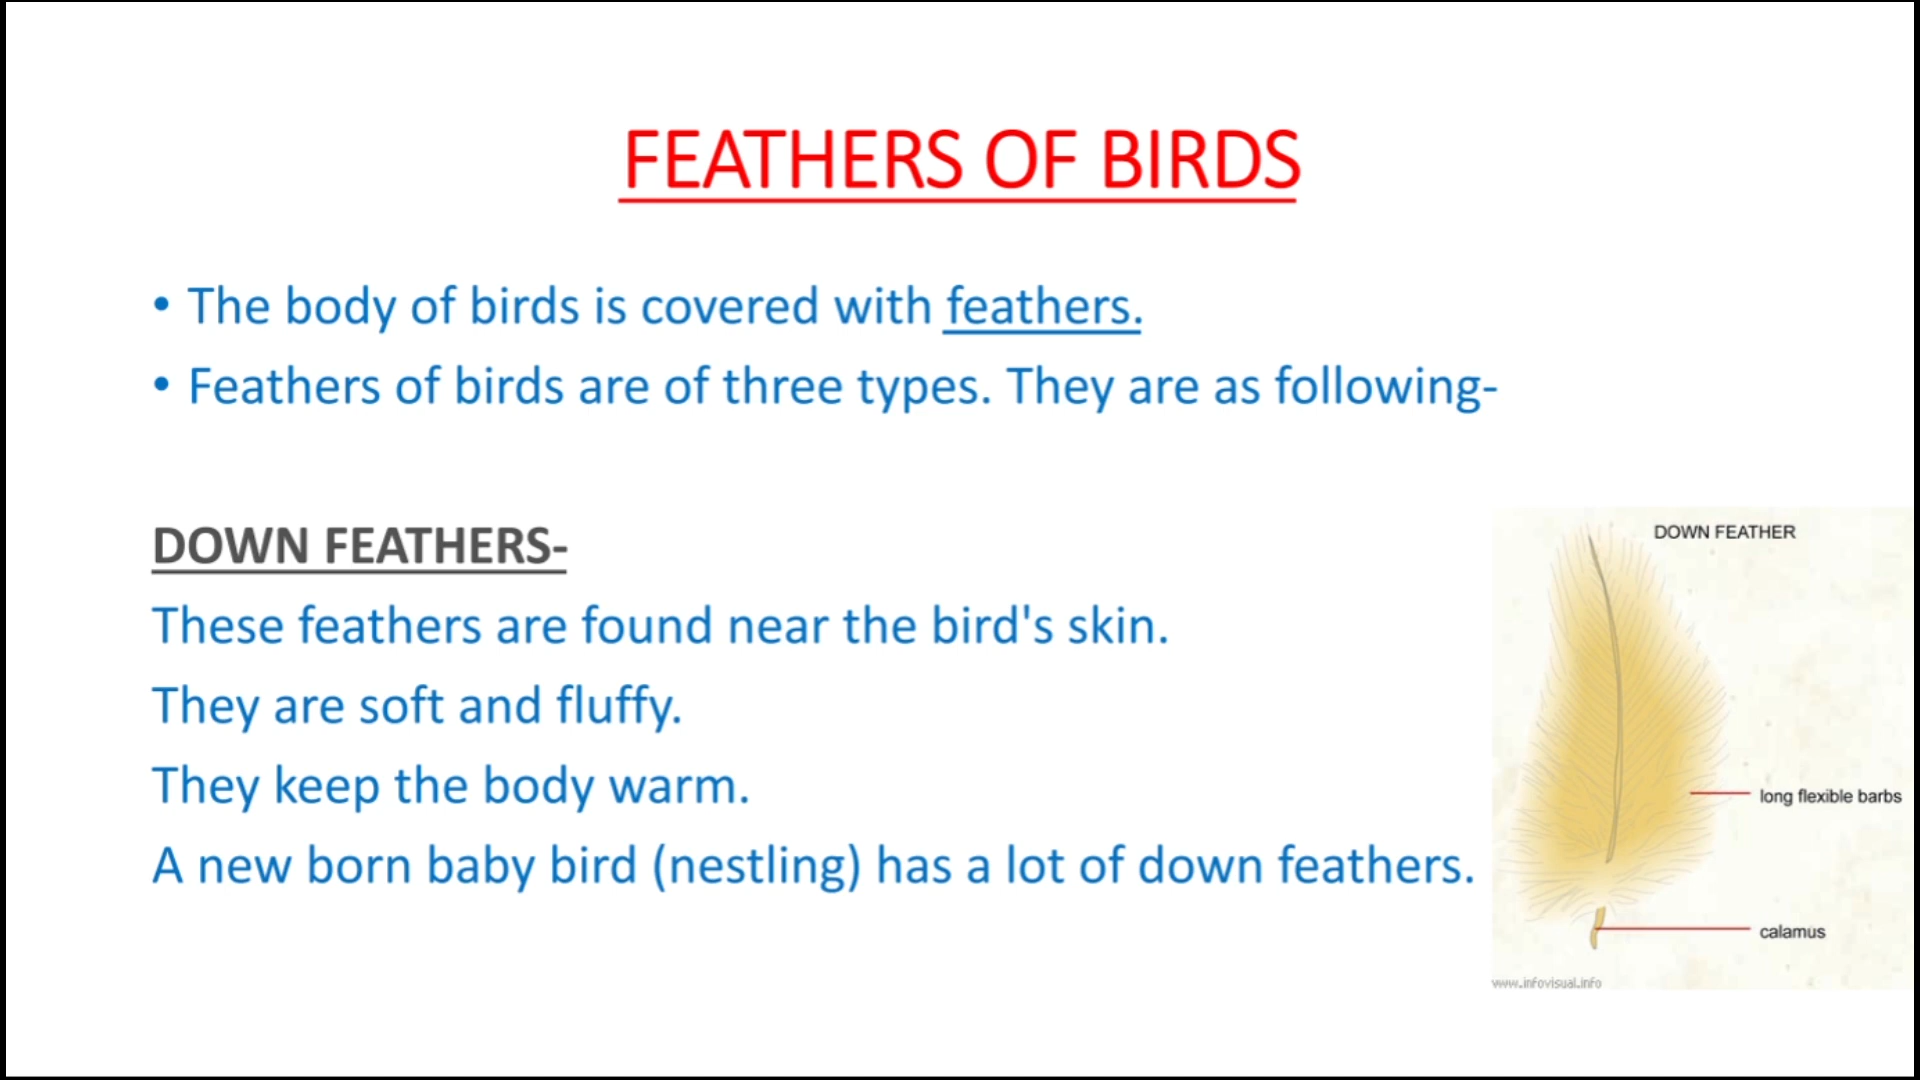 FEATHERS OF BIRDS
• The body of birds is covered with feathers.
• Feathers of birds are of three types. They are as following-
DOWN FEATHERS-
These feathers are found near the bird's skin.
They are soft and fluffy.
They keep the body warm.
A new born baby bird (nestling) has a lot of down feathers.
DOWN FEATHER
long flexible barbs
calamus
www.infovisual.info